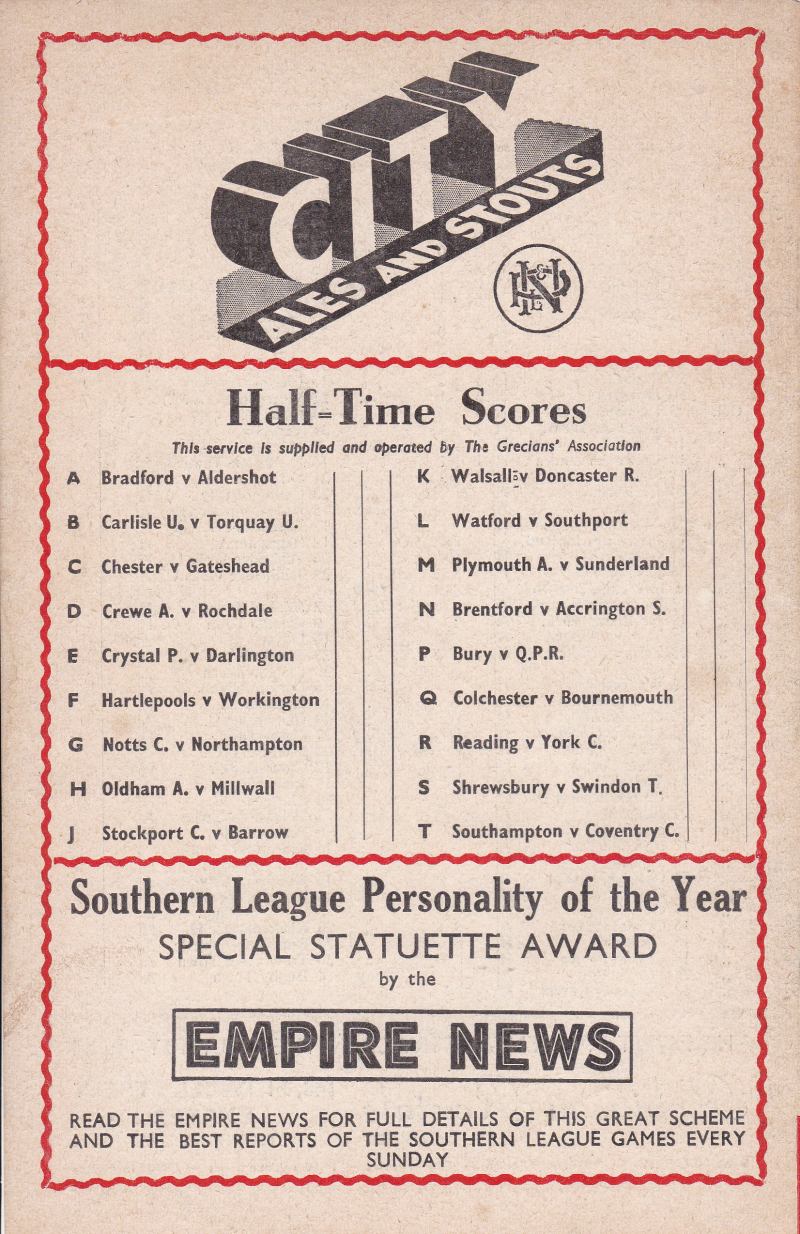 CITY
ALES AND STOUTS
Half-Time Scores
This service is supplied and operated by The Grecians' Association
A Bradford v Aldershot
B Carlisle U. v Torquay U.
C Chester v Gateshead
D Crewe A. v Rochdale
E Crystal P. v Darlington
F Hartlepools v Workington
G Notts C. v Northampton
H Oldham A. v Millwall
J Stockport C. v Barrow
K Walsall v Doncaster R.
L Watford v Southport
M Plymouth A. v Sunderland
N Brentford v Accrington S.
P Bury v Q.P.R.
Q Colchester v Bournemouth
R Reading v York C.
S Shrewsbury v Swindon T.
T Southampton v Coventry C.
Southern League Personality of the Year
SPECIAL STATUETTE AWARD
by the
EMPIRE NEWS
READ THE EMPIRE NEWS FOR FULL DETAILS OF THIS GREAT SCHEME
AND THE BEST REPORTS OF THE SOUTHERN LEAGUE GAMES EVERY
SUNDAY